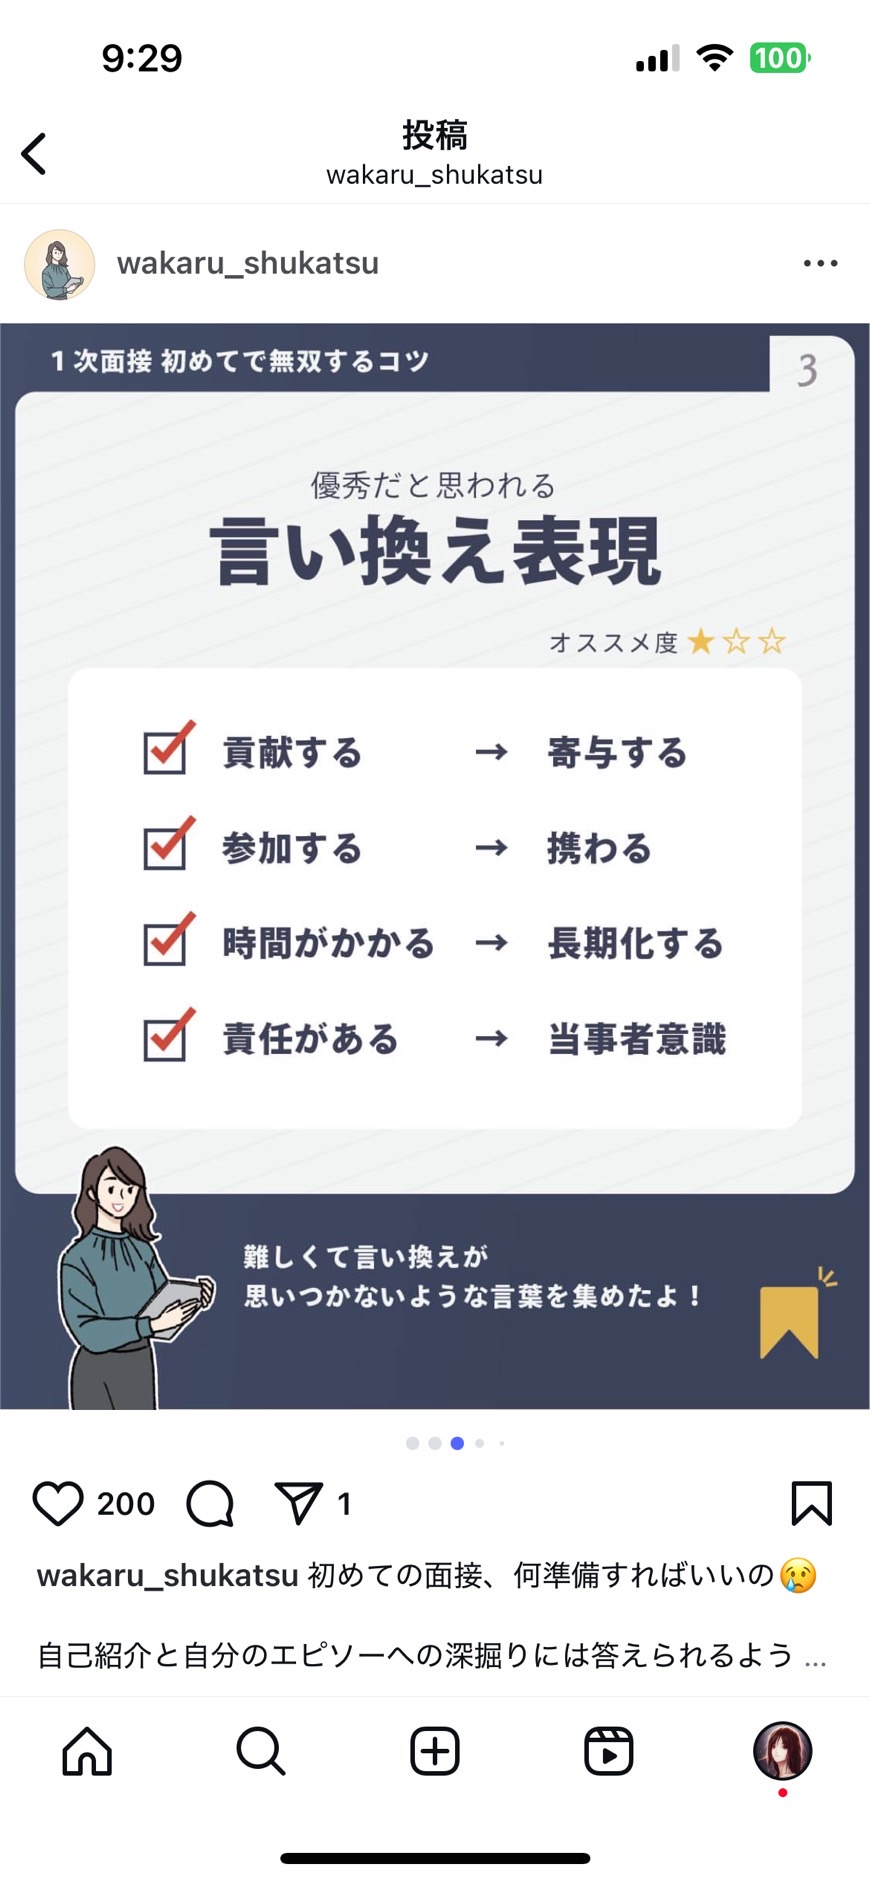 9:29
100
投稿
wakaru_shukatsu
wakaru_shukatsu
1次面接 初めてで無双するコツ
3
優秀だと思われる
言い換え表現
オススメ度 ★☆☆
貢献する → 寄与する
参加する → 携わる
時間がかかる → 長期化する
責任がある → 当事者意識
難しくて言い換えが
思いつかないような言葉を集めたよ！
200 1
wakaru_shukatsu 初めての面接、何準備すればいいの😢
自己紹介と自分のエピソーへの深掘りには答えられるよう ...